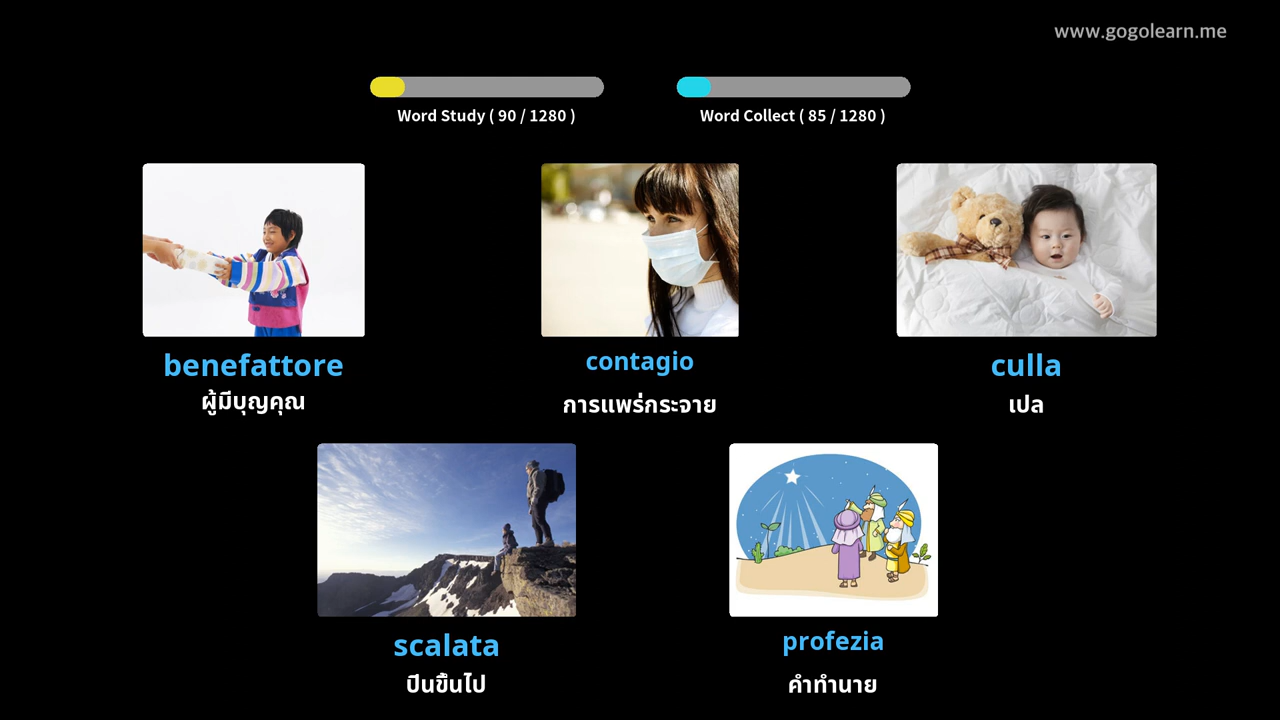 www.gogolearn.me
Word Study ( 90 / 1280 )
Word Collect ( 85 / 1280 )
benefattore
ผู้มีบุญคุณ
contagio
การแพร่กระจาย
culla
เปล
scalata
ปีนขึ้นไป
profezia
คำทำนาย